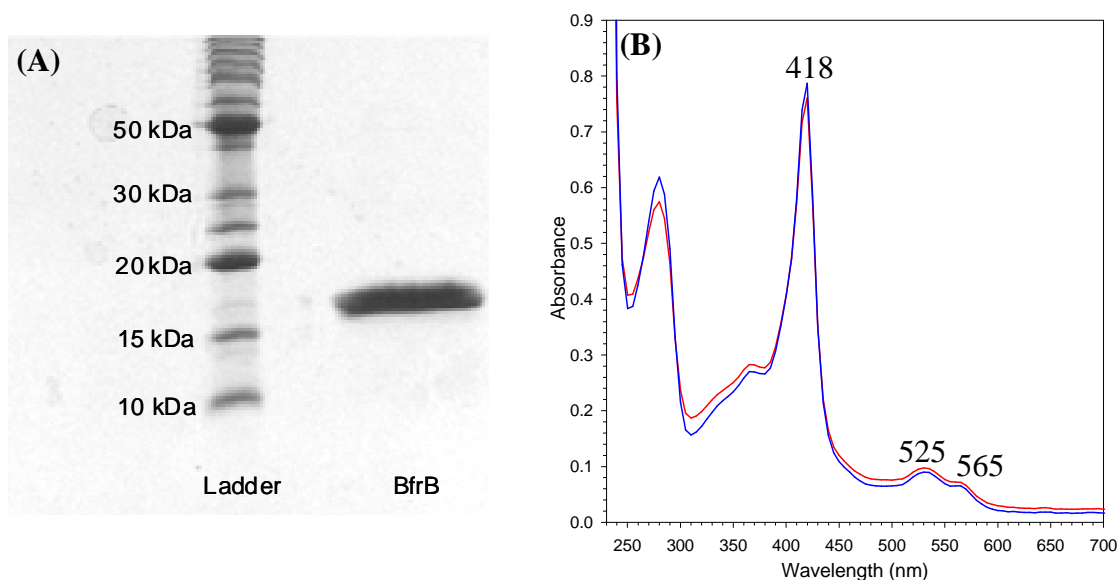 (A)
50 kDa
30 kDa
20 kDa
15 kDa
10 kDa
Ladder BfrB
(B)
418
525
565
Absorbance
0.9
0.8
0.7
0.6
0.5
0.4
0.3
0.2
0.1
0.0
250 300 350 400 450 500 550 600 650 700
Wavelength (nm)